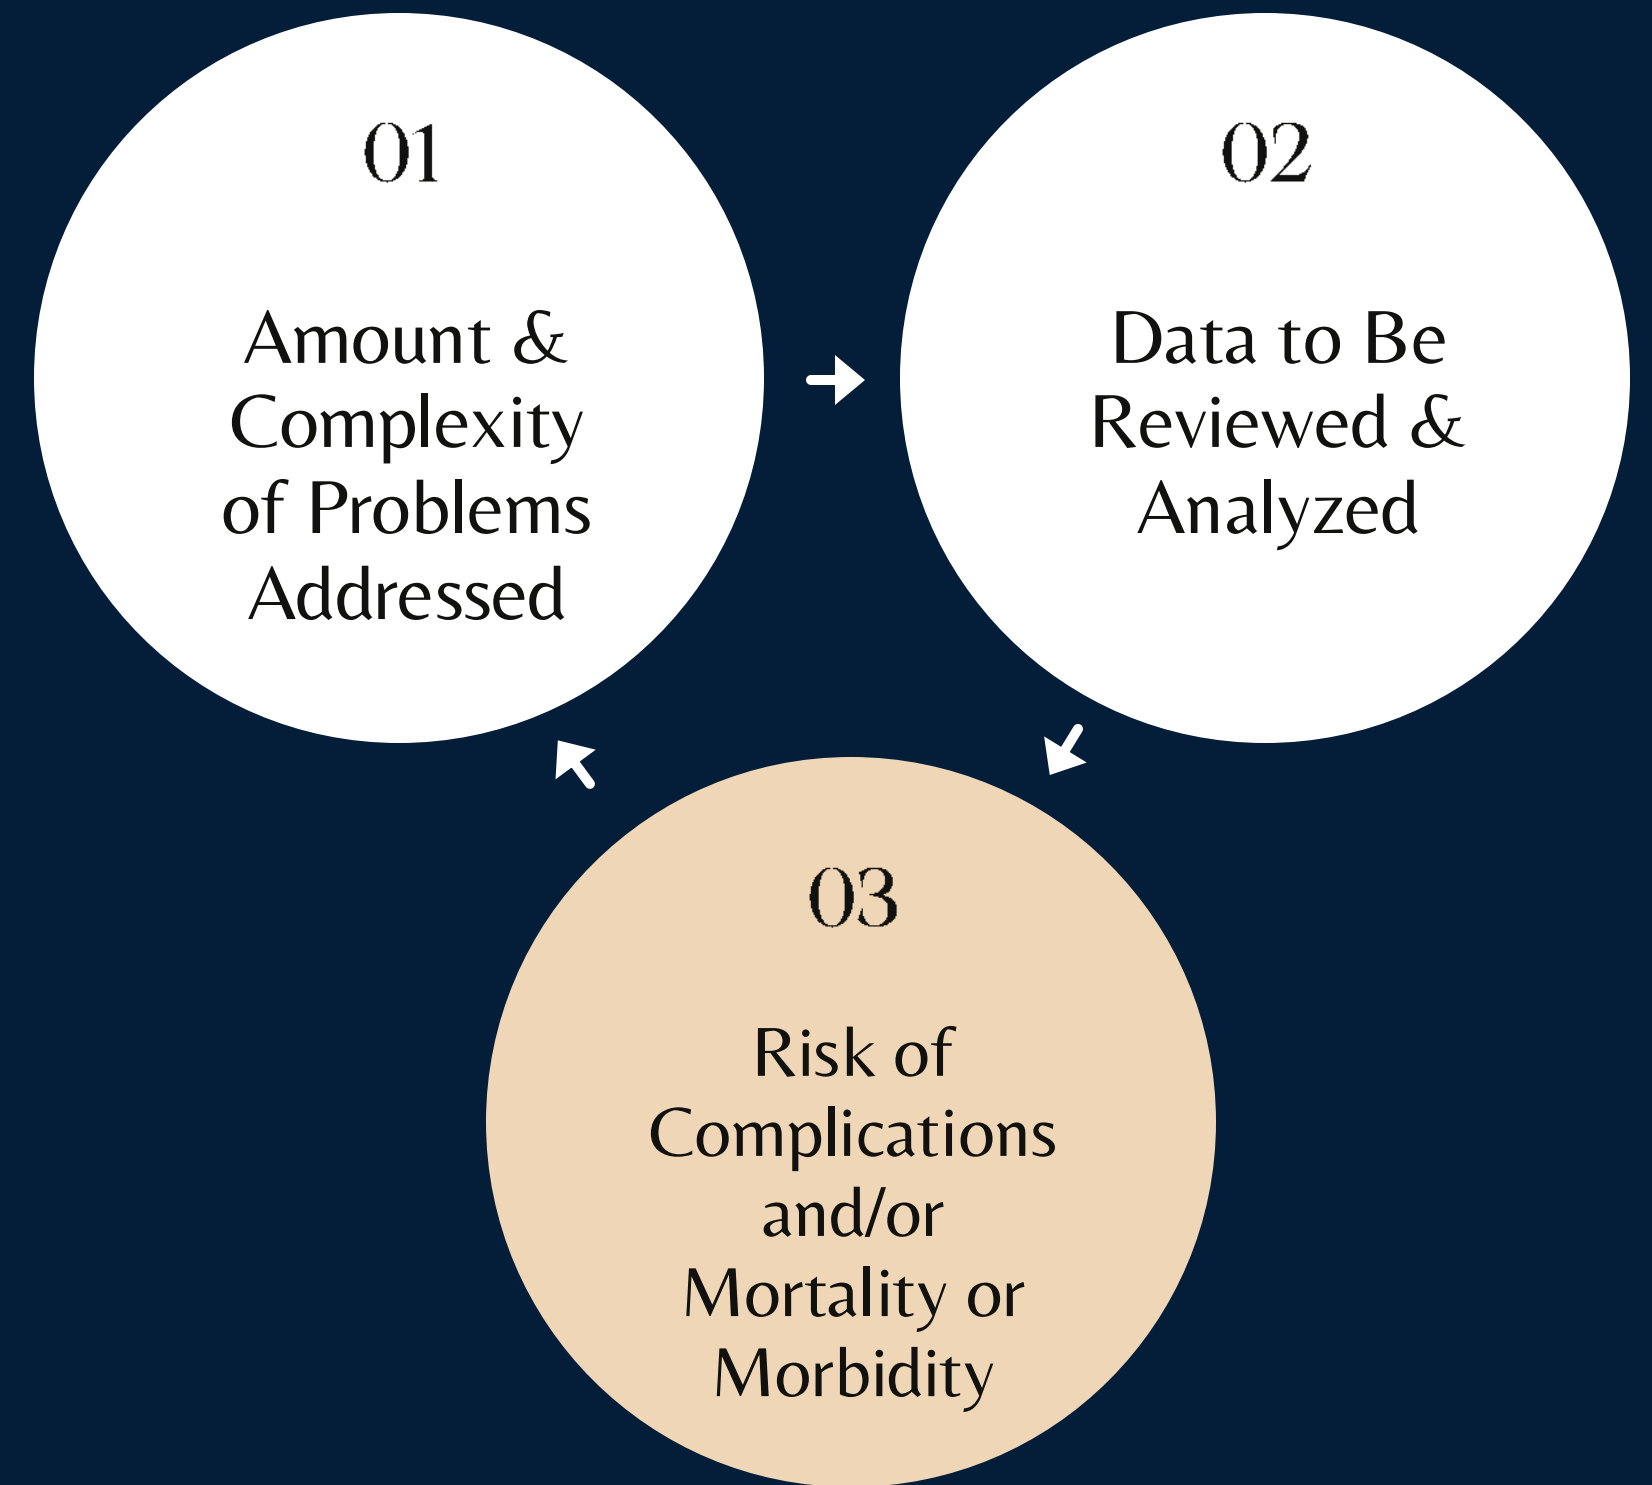 01
Amount &
Complexity
of Problems
Addressed
02
Data to Be
Reviewed &
Analyzed
03
Risk of
Complications
and/or
Mortality or
Morbidity